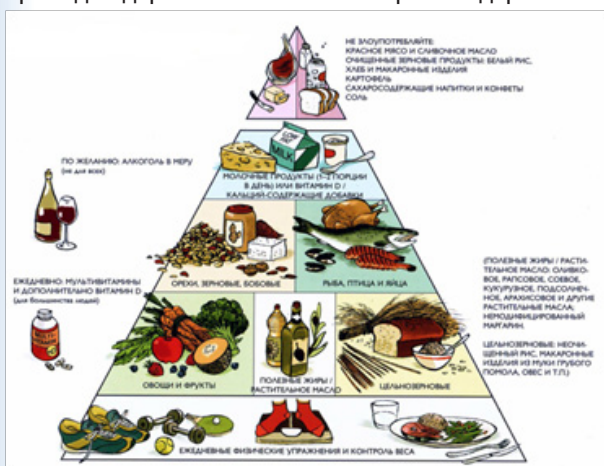 НЕ ЗЛОУПОТРЕБЛЯЙТЕ:
КРАСНОЕ МЯСО И СЛИВОЧНОЕ МАСЛО
ОЧИЩЕННЫЕ ЗЕРНОВЫЕ ПРОДУКТЫ: БЕЛЫЙ РИС,
ХЛЕБ И МАКАРОННЫЕ ИЗДЕЛИЯ
КАРТОФЕЛЬ
САХАРОСОДЕРЖАЩИЕ НАПИТКИ И КОНФЕТЫ
СОЛЬ
LOW FAT
MILK
МОЛОЧНЫЕ ПРОДУКТЫ (1-2 ПОРЦИИ
В ДЕНЬ) ИЛИ ВИТАМИН D /
КАЛЬЦИЙ-СОДЕРЖАЩИЕ ДОБАВКИ
ПО ЖЕЛАНИЮ: АЛКОГОЛЬ В МЕРУ
(не для всех)
ОРЕХИ, ЗЕРНОВЫЕ, БОБОВЫЕ
РЫБА, ПТИЦА И ЯЙЦА
ЕЖЕДНЕВНО: МУЛЬТИВИТАМИНЫ
И ДОПОЛНИТЕЛЬНО ВИТАМИН D
(для большинства людей)
(ПОЛЕЗНЫЕ ЖИРЫ / РАСТИ-
ТЕЛЬНОЕ МАСЛО: ОЛИВКО-
ВОЕ, РАПСОВОЕ, СОЕВОЕ,
КУКУРУЗНОЕ, ПОДСОЛНЕЧ-
НОЕ, АРАХИСОВОЕ И ДРУГИЕ
РАСТИТЕЛЬНЫЕ МАСЛА;
НЕМОДИФИЦИРОВАННЫЙ
МАРГАРИН.
ЦЕЛЬНОЗЕРНОВЫЕ: НЕОЧИ-
ЩЕННЫЙ РИС, МАКАРОННЫЕ
ИЗДЕЛИЯ ИЗ МУКИ ГРУБОГО
ПОМОЛА, ОВЕС И Т.П.)
ОВОЩИ И ФРУКТЫ
ПОЛЕЗНЫЕ ЖИРЫ /
РАСТИТЕЛЬНОЕ МАСЛО
ЦЕЛЬНОЗЕРНОВЫЕ
ЕЖЕДНЕВНЫЕ ФИЗИЧЕСКИЕ УПРАЖНЕНИЯ И КОНТРОЛЬ ВЕСА